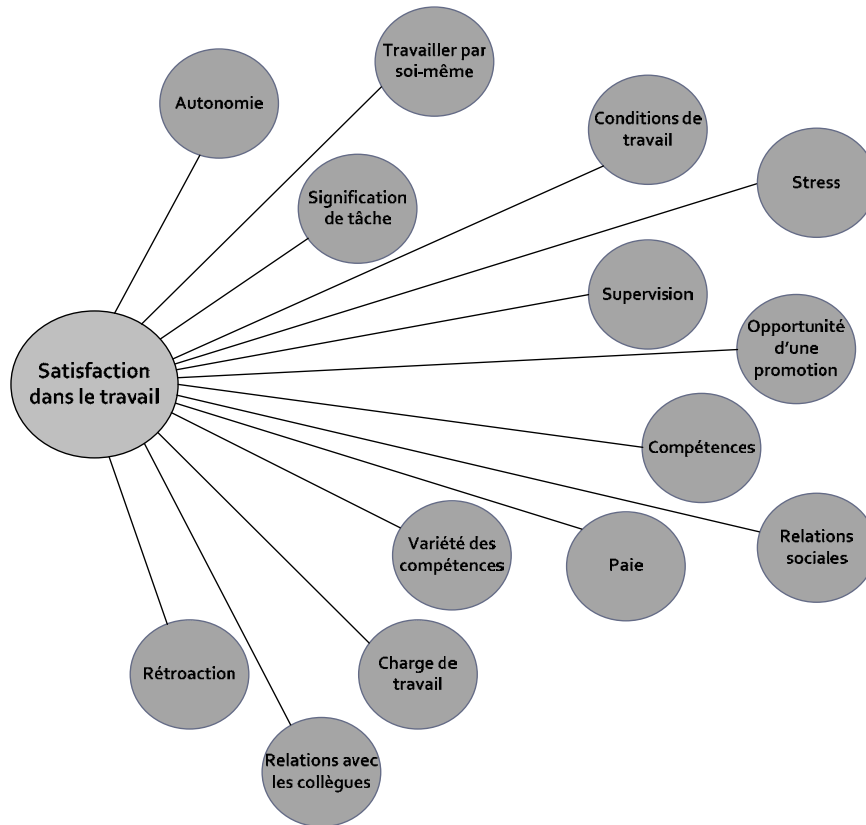 Travailler par
soi-même
Autonomie
Conditions de
travail
Stress
Signification
de tâche
Supervision
Opportunité
d'une
promotion
Satisfaction
dans le travail
Compétences
Variété des
compétences
Paie
Relations
sociales
Rétroaction
Charge de
travail
Relations avec
les collègues